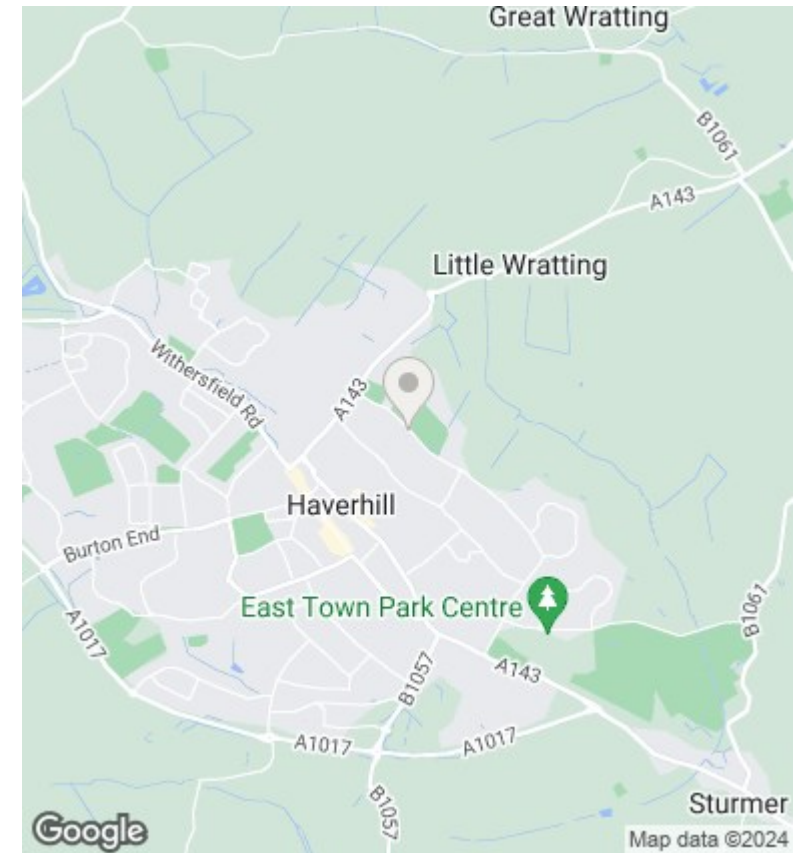 Great Wratting
B1061
A143
Little Wratting
Withersfield Rd
A143
Haverhill
Burton End
East Town Park Centre
B1061
A1017
B1057
A143
A1017
A1017
B1057
Sturmer
Google
Map data ©2024